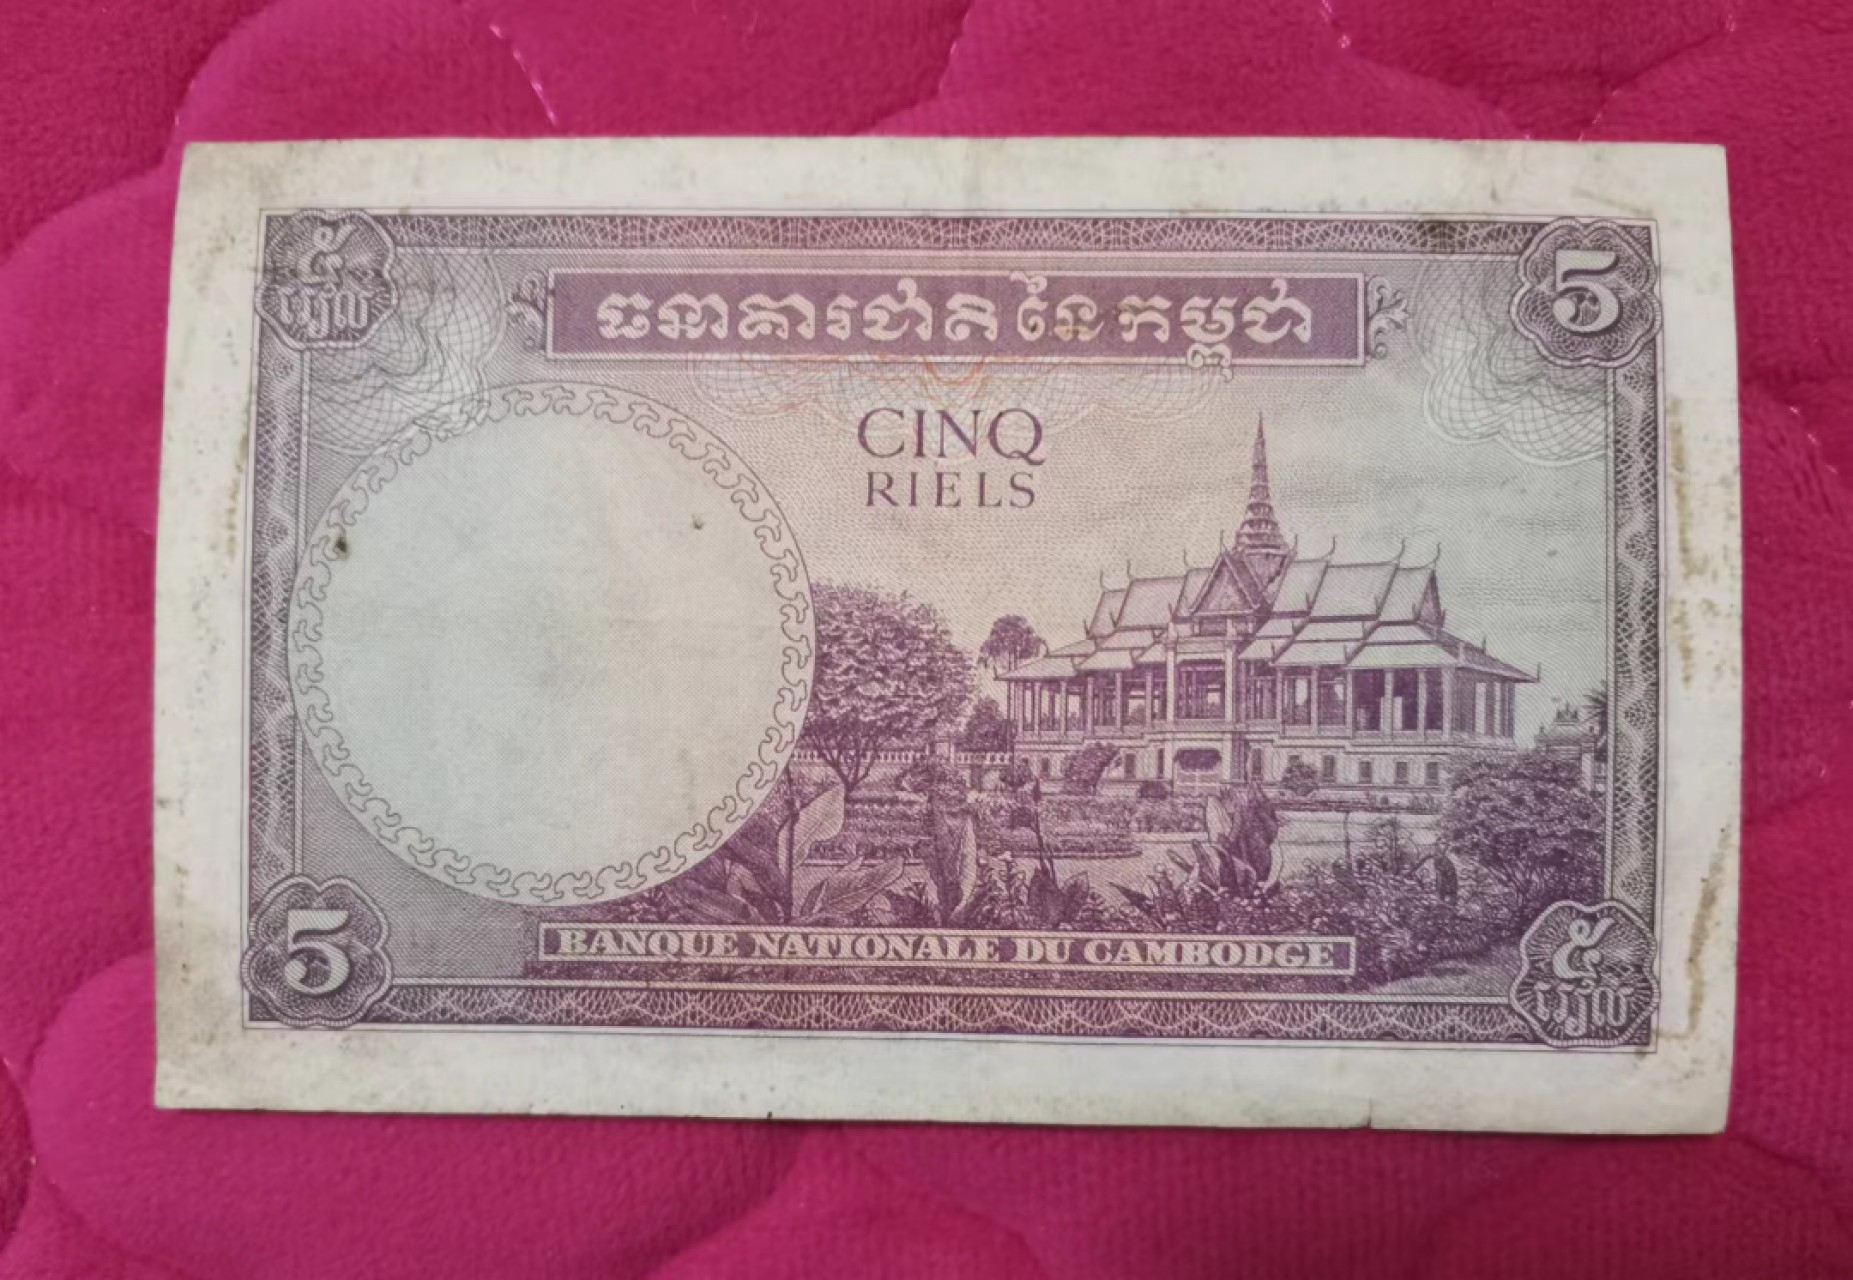 ៥
រៀល
ធនាគារជាតិនៃកម្ពុជា
5
CINQ
RIELS
5
BANQUE NATIONALE DU CAMBODGE
៥
រៀល